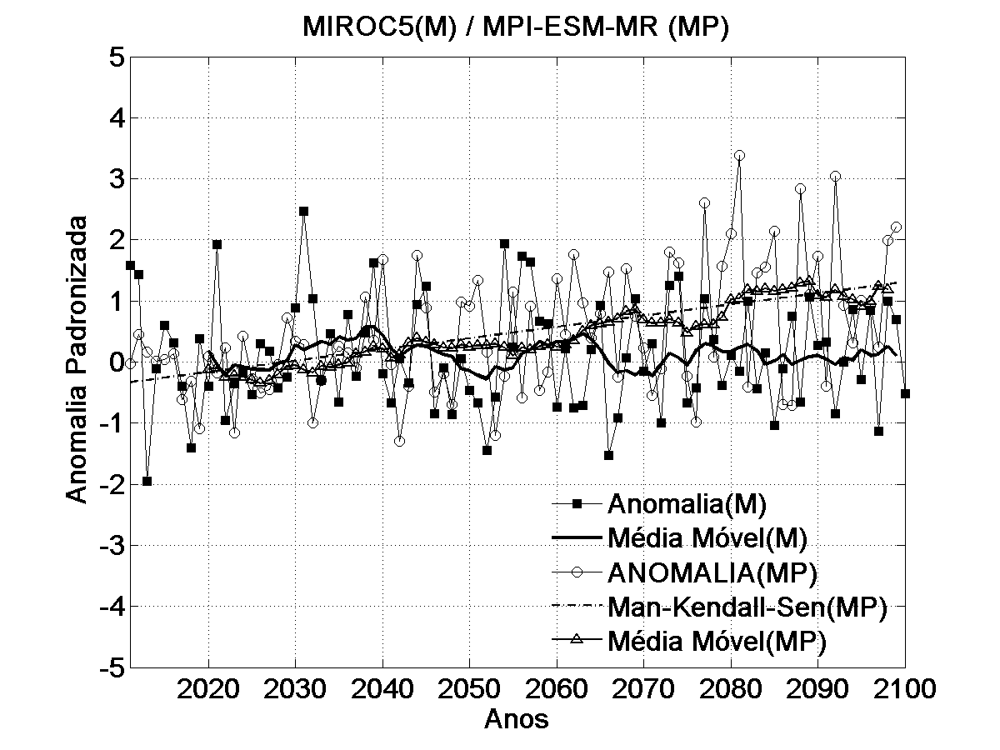 MIROC5(M) / MPI-ESM-MR (MP)
5
4
3
2
1
0
-1
-2
-3
-4
-5
Anomalia Padronizada
Anomalia(M)
Média Móvel(M)
ANOMALIA(MP)
Man-Kendall-Sen(MP)
Média Móvel(MP)
2020 2030 2040 2050 2060 2070 2080 2090 2100
Anos